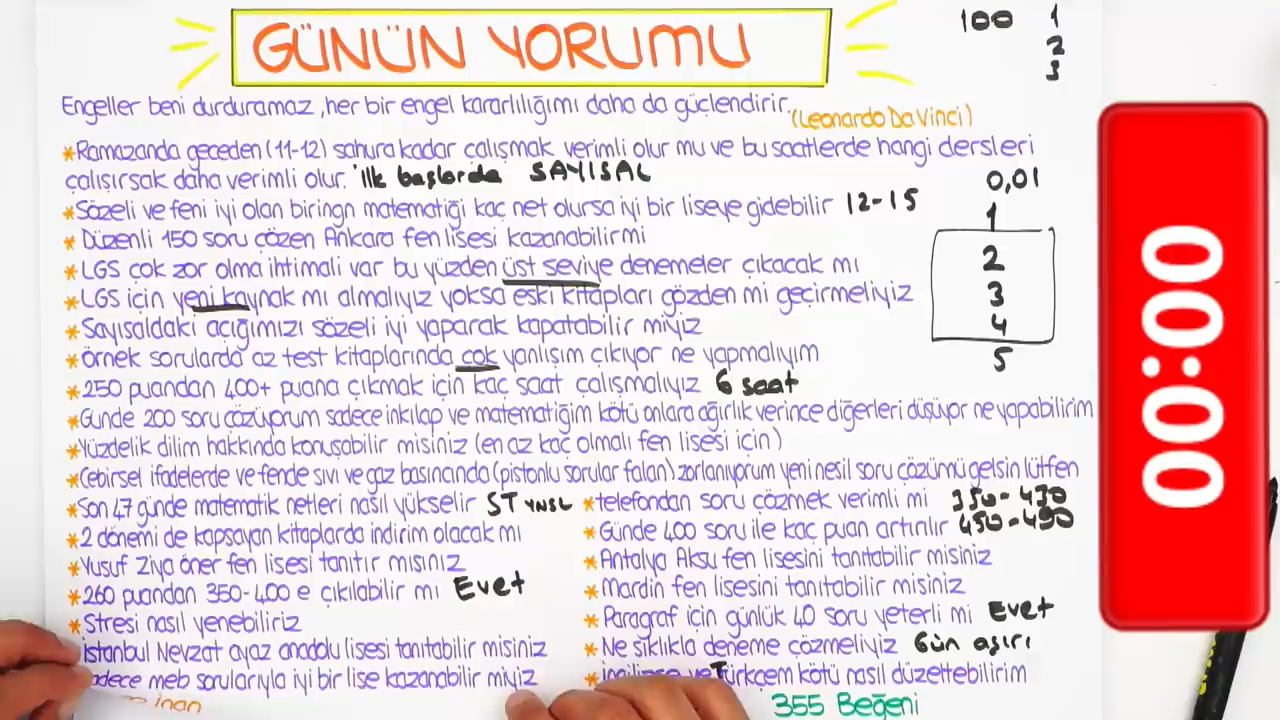 GÜNÜN YORUMU
100 1
2
3
Engeller beni durduramaz, her bir engel kararlılığımı daha da güçlendirir. (Leonardo Da Vinci)
*Ramazanda geceden (11-12) sahura kadar çalışmak verimli olur mu ve bu saatlerde hangi dersleri
çalışırsak daha verimli olur. ilk başlarda SAYISAL
*Sözeli ve feni iyi olan biringn matematiği kaç net olursa iyi bir liseye gidebilir 12-15
*Düzenli 150 soru çözen Ankara fen lisesi kazanabilir mi
*LGS çok zor olma ihtimali var bu yüzden üst seviye denemeler çıkacak mı
*LGS için yeni kaynak mı almalıyız yoksa eski kitapları gözden mi geçirmeliyiz
*Sayısaldaki açığımızı sözeli iyi yaparak kapatabilir miyiz
*Örnek sorularda az test kitaplarında çok yanlışım çıkıyor ne yapmalıyım
*250 puandan 400+ puana çıkmak için kaç saat çalışmalıyız 6 saat
*Günde 200 soru çözüyorum sadece inkılap ve matematiğim kötü onlara ağırlık verince diğerleri düşüyor ne yapabilirim
*Yüzdelik dilim hakkında konuşabilir misiniz (en az kaç olmalı fen lisesi için)
*Cebirsel ifadelerde ve fende sıvı ve gaz basıncında (pistonlu sorular falan) zorlanıyorum yeni nesil soru çözümü gelsin lütfen
*Son 47 günde matematik netleri nasıl yükselir ST YNSL
*2 dönemi de kapsayan kitaplarda indirim olacak mı
*Yusuf Ziya Öner fen lisesi tanıtır mısınız
*260 puandan 350-400 e çıkılabilir mi Evet
*Stresi nasıl yenebiliriz
İstanbul Nevzat ayaz anadolu lisesi tanıtabilir misiniz
adece meb sorularıyla iyi bir lise kazanabilir miyiz
inan
*telefondan soru çözmek verimli mi 350-430
*Günde 400 soru ile kaç puan artırılır 450-490
*Antalya Aksu fen lisesini tanıtabilir misiniz
*Mardin fen lisesini tanıtabilir misiniz
*Paragraf için günlük 40 soru yeterli mi Evet
*Ne sıklıkla deneme çözmeliyiz Gün aşırı
*ingilizce ve Türkçem kötü nasıl düzeltebilirim
355 Beğeni
0,01
1
2
3
4
5
00:00